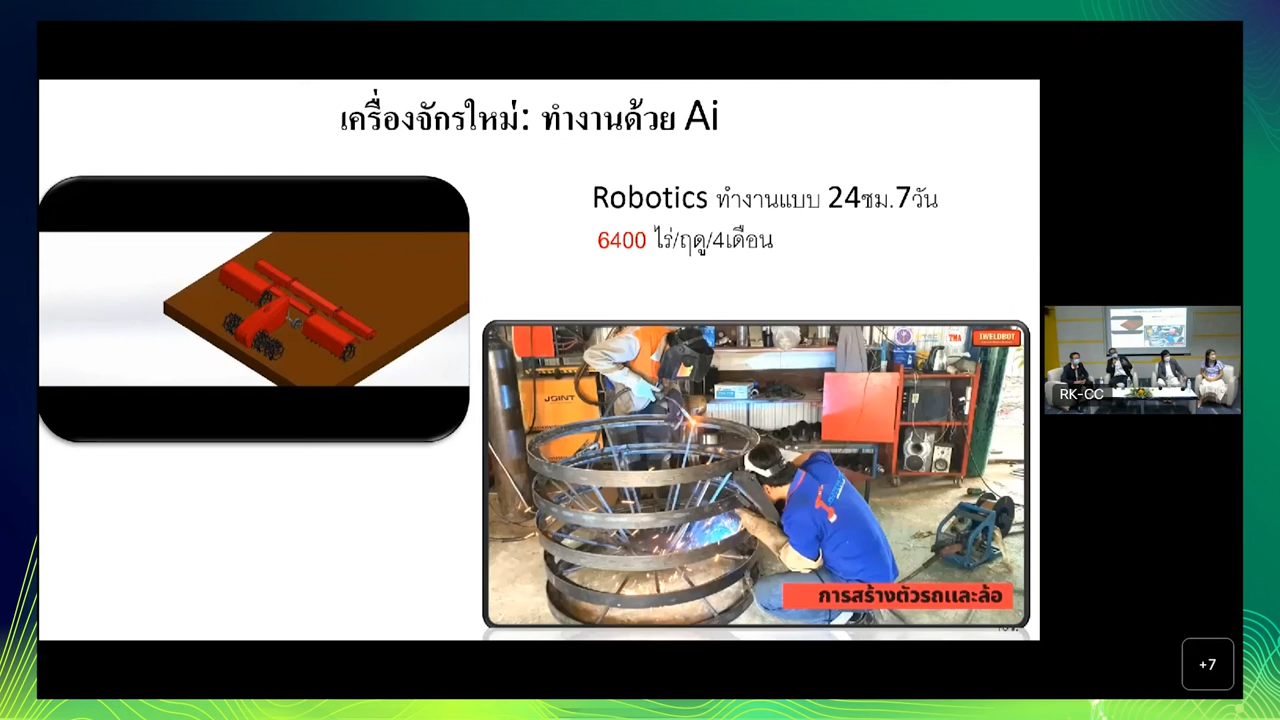 เครื่องจักรใหม่: ทำงานด้วย Ai
Robotics ทำงานแบบ 24ชม.7วัน
6400 ไร่/ฤดู/4เดือน
JOINT
TMA
IWELDBOT
การสร้างตัวรถและล้อ
RK-CC
+7